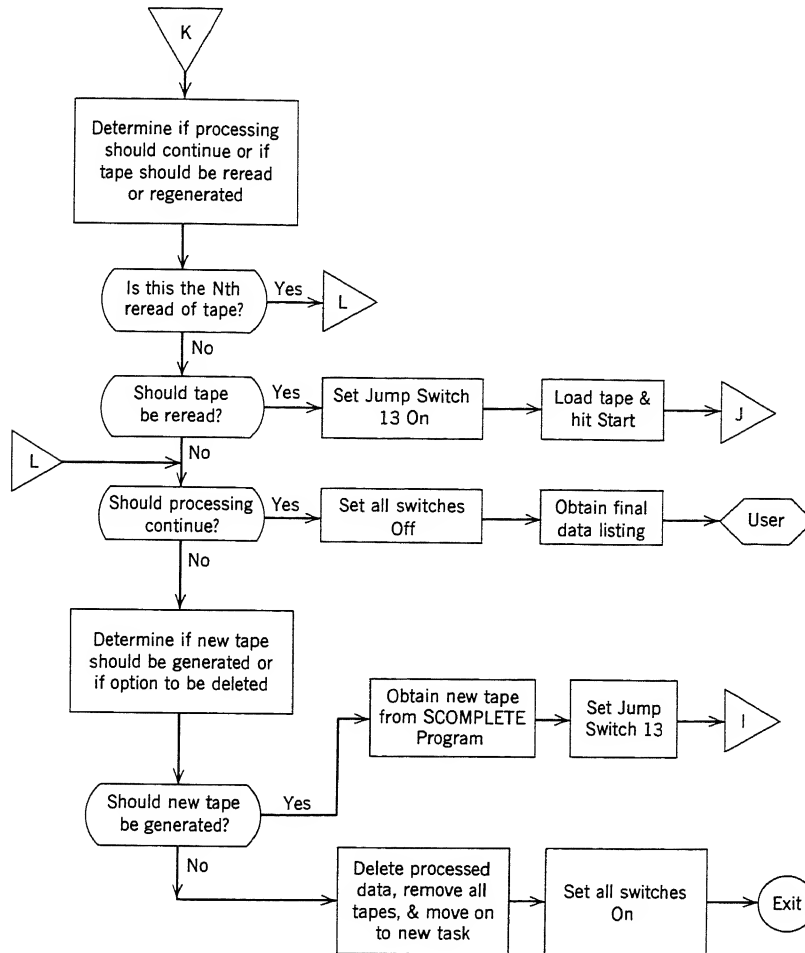 K
Determine if processing
should continue or if
tape should be reread
or regenerated
Is this the Nth
reread of tape?
Yes
L
No
Should tape
be reread?
Yes
Set Jump Switch
13 On
Load tape &
hit Start
J
No
L
Should processing
continue?
Yes
Set all switches
Off
Obtain final
data listing
User
No
Determine if new tape
should be generated or
if option to be deleted
Obtain new tape
from SCOMPLETE
Program
Set Jump
Switch 13
I
Should new tape
be generated?
Yes
No
Delete processed
data, remove all
tapes, & move on
to new task
Set all switches
On
Exit